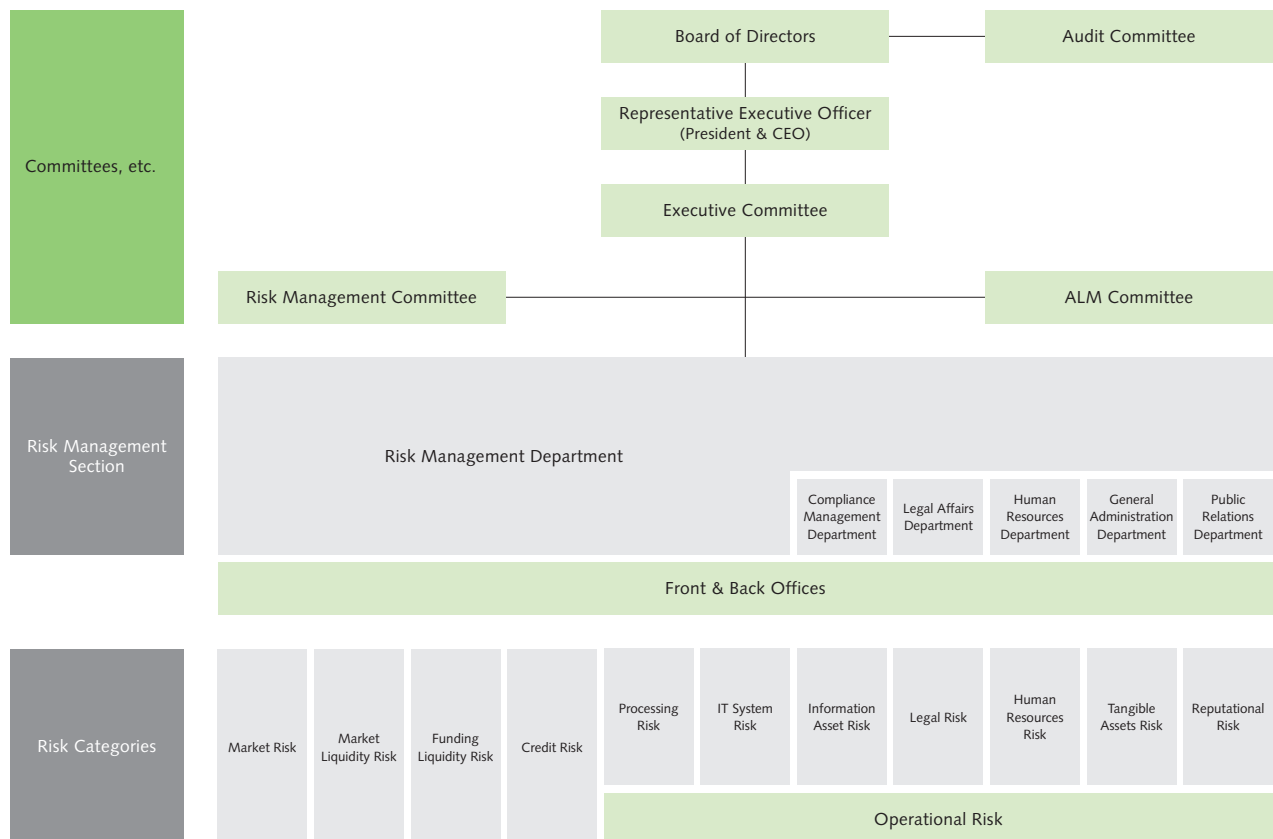 Board of Directors
Audit Committee
Representative Executive Officer
(President & CEO)
Committees, etc.
Executive Committee
Risk Management Committee
ALM Committee
Risk Management
Section
Risk Management Department
Compliance
Management
Department
Legal Affairs
Department
Human
Resources
Department
General
Administration
Department
Public
Relations
Department
Front & Back Offices
Risk Categories
Market Risk
Market
Liquidity Risk
Funding
Liquidity Risk
Credit Risk
Processing
Risk
IT System
Risk
Information
Asset Risk
Legal Risk
Human
Resources
Risk
Tangible
Assets Risk
Reputational
Risk
Operational Risk